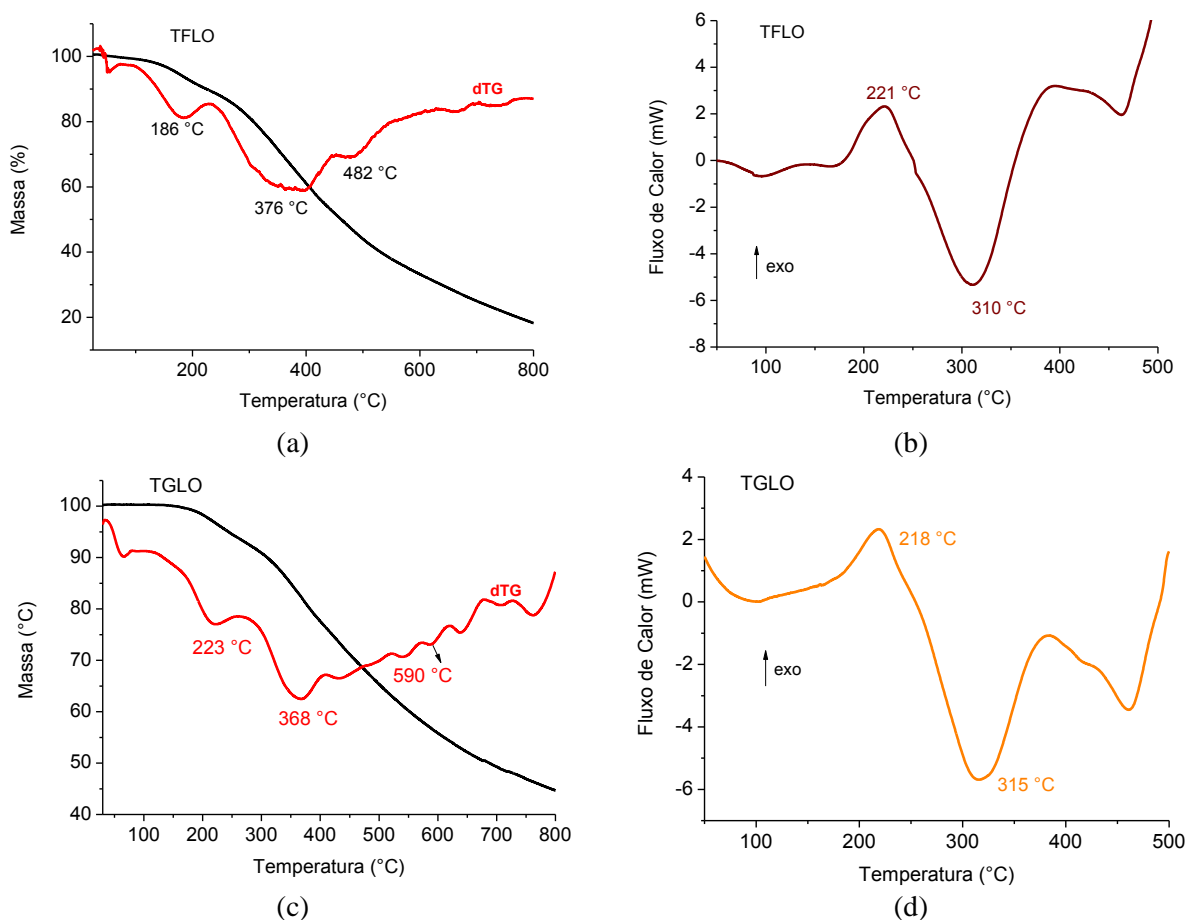 TFLO
dTG
186 °C
482 °C
376 °C
Massa (%)
100
80
60
40
20
200
400
600
800
Temperatura (°C)
(a)
TFLO
221 °C
310 °C
exo
Fluxo de Calor (mW)
6
4
2
0
-2
-4
-6
-8
100
200
300
400
500
Temperatura (°C)
(b)
TGLO
dTG
223 °C
590 °C
368 °C
Massa (°C)
100
90
80
70
60
50
40
100
200
300
400
500
600
700
800
Temperatura (°C)
(c)
TGLO
218 °C
exo
315 °C
Fluxo de Calor (mW)
4
2
0
-2
-4
-6
100
200
300
400
500
Temperatura (°C)
(d)